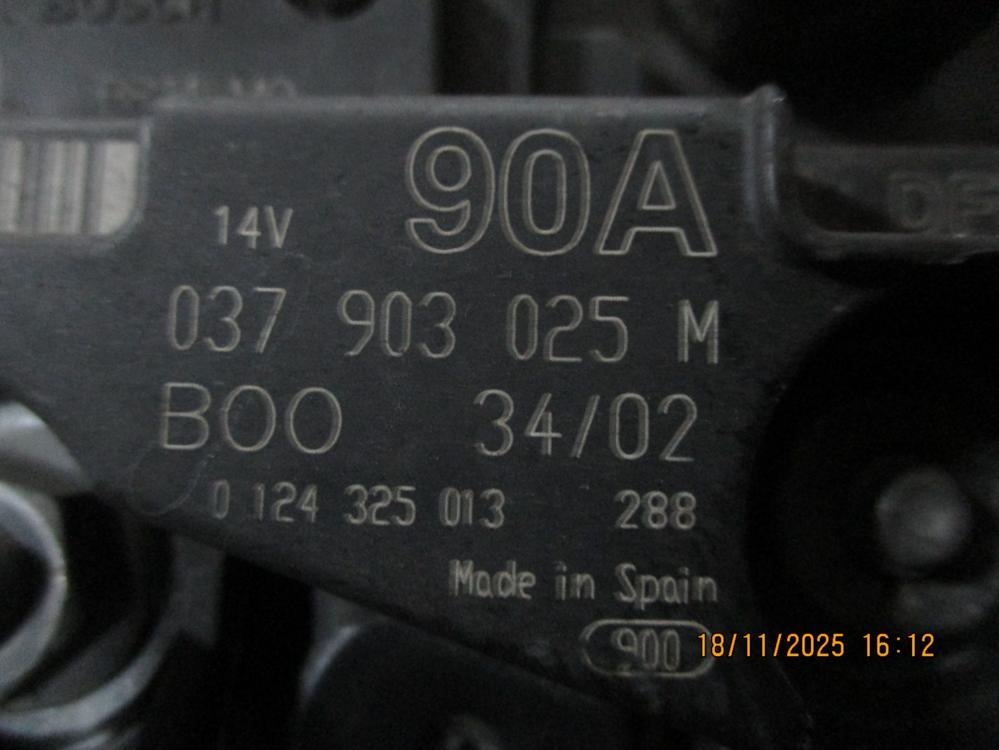 BOSCH
90A
14V
037 903 025 M
BOO 34/02
0 124 325 013 288
Made in Spain
900
18/11/2025 16:12